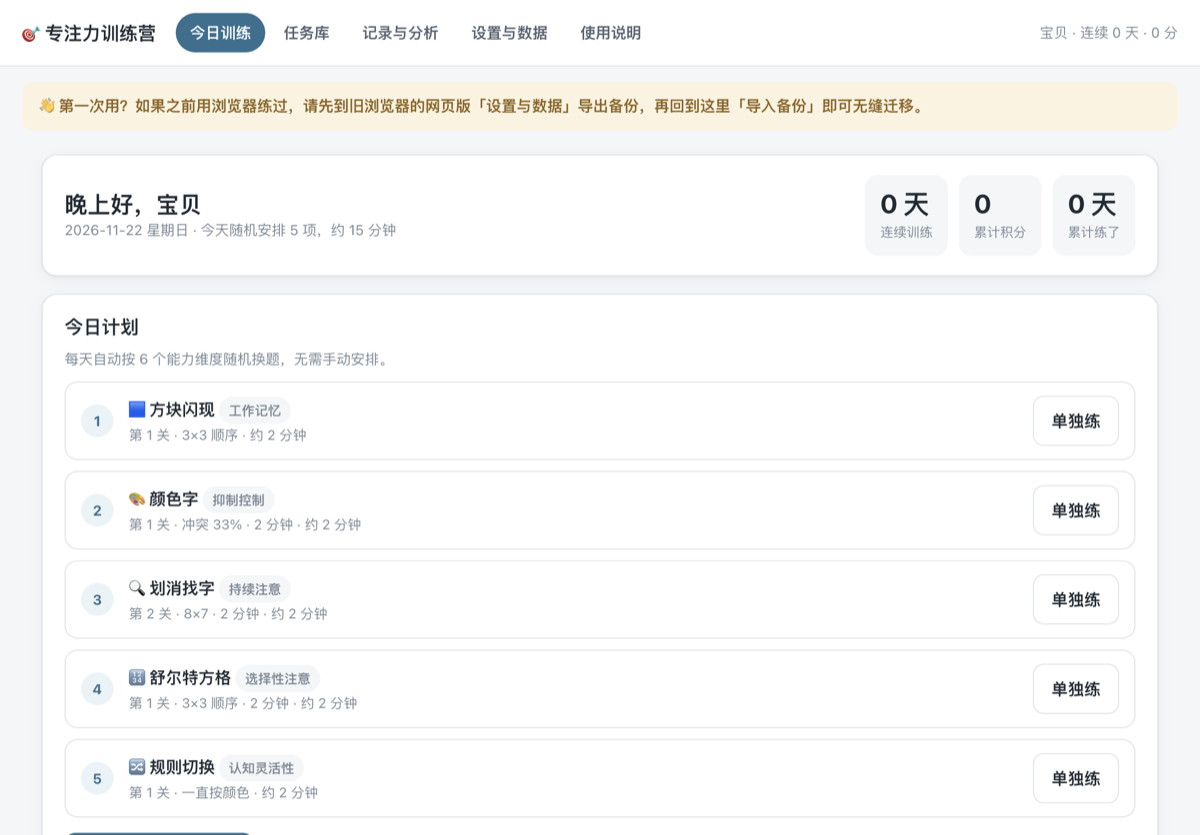 专注力训练营 今日训练 任务库 记录与分析 设置与数据 使用说明 宝贝 · 连续 0 天 · 0 分
第一次用？如果之前用浏览器练过，请先到旧浏览器的网页版「设置与数据」导出备份，再回到这里「导入备份」即可无缝迁移。
晚上好，宝贝
2026-11-22 星期日 · 今天随机安排 5 项，约 15 分钟
0 天 0 0 天
连续训练 累计积分 累计练了
今日计划
每天自动按 6 个能力维度随机换题，无需手动安排。
1 方块闪现 工作记忆 单独练
第 1 关 · 3×3 顺序 · 约 2 分钟
2 颜色字 抑制控制 单独练
第 1 关 · 冲突 33% · 2 分钟 · 约 2 分钟
3 划消找字 持续注意 单独练
第 2 关 · 8×7 · 2 分钟 · 约 2 分钟
4 舒尔特方格 选择性注意 单独练
第 1 关 · 3×3 顺序 · 2 分钟 · 约 2 分钟
5 规则切换 认知灵活性 单独练
第 1 关 · 一直按颜色 · 约 2 分钟